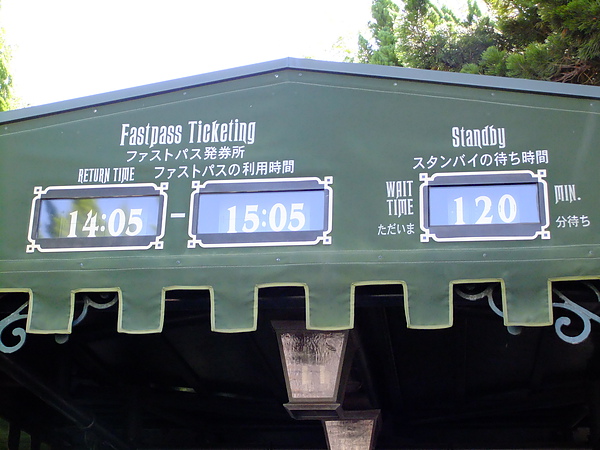 Fastpass Ticketing
ファストパス発券所
RETURN TIME ファストパスの利用時間
14:05 – 15:05
Standby
スタンバイの待ち時間
WAIT TIME
ただいま
120
MIN.
分待ち